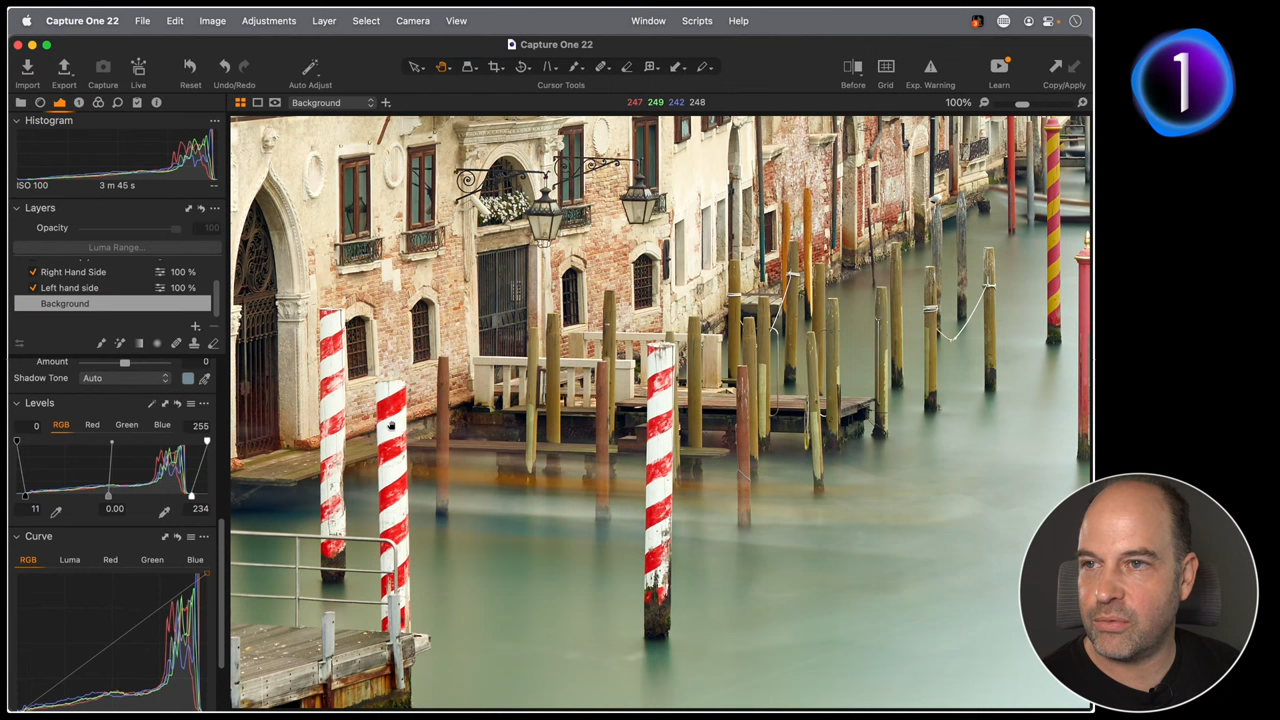 Capture One 22 File Edit Image Adjustments Layer Select Camera View Window Scripts Help
Capture One 22
Import Export Capture Live Reset Undo/Redo Auto Adjust Cursor Tools Before Grid Exp. Warning Learn Copy/Apply
Background 247 249 242 248 100%
Histogram
ISO 100 3 m 45 s --
Layers
Opacity 100
Luma Range...
Right Hand Side 100 %
Left hand side 100 %
Background
Amount 0
Shadow Tone Auto
Levels
0 RGB Red Green Blue 255
11 0.00 234
Curve
RGB Luma Red Green Blue
1